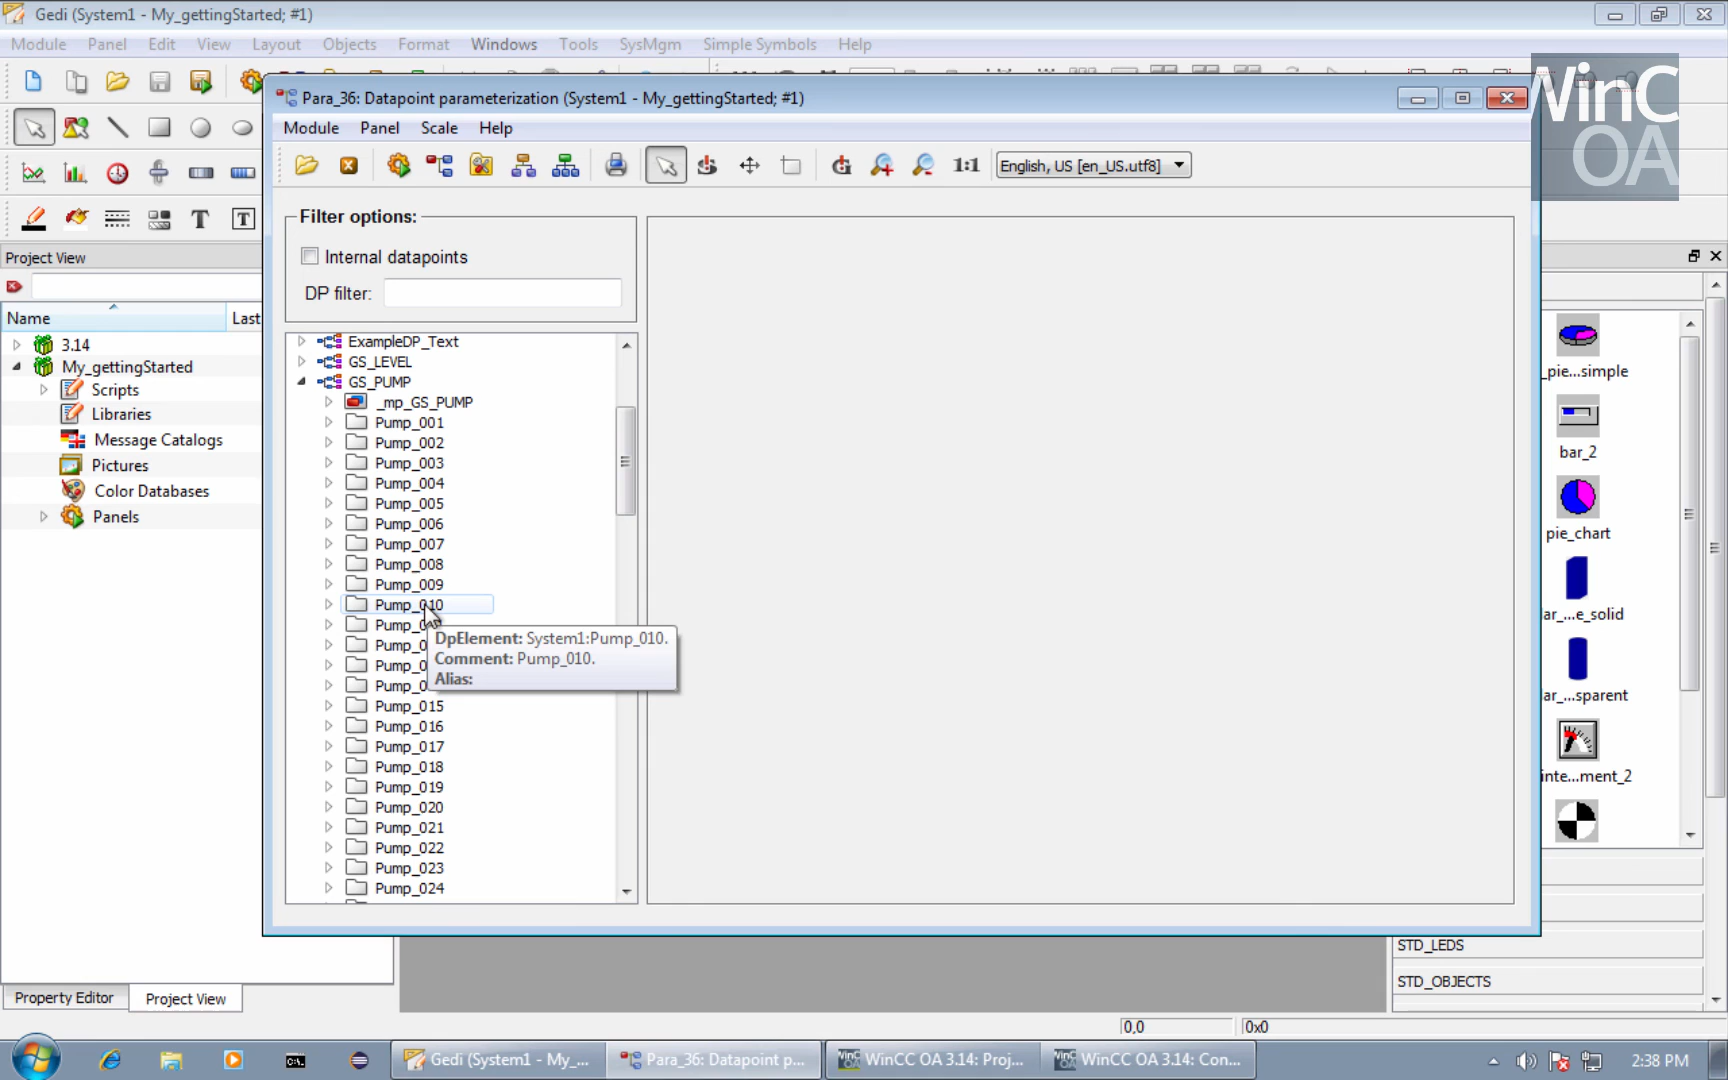 Gedi (System1 - My_gettingStarted; #1)
Module Panel Edit View Layout Objects Format Windows Tools SysMgm Simple Symbols Help
WinC
OA
Para_36: Datapoint parameterization (System1 - My_gettingStarted; #1)
Module Panel Scale Help
1:1 English, US [en_US.utf8]
Filter options:
Internal datapoints
DP filter:
Project View
Name Last
3.14
My_gettingStarted
Scripts
Libraries
Message Catalogs
Pictures
Color Databases
Panels
ExampleDP_Text
GS_LEVEL
GS_PUMP
_mp_GS_PUMP
Pump_001
Pump_002
Pump_003
Pump_004
Pump_005
Pump_006
Pump_007
Pump_008
Pump_009
Pump_010
Pump_0
Pump_0
Pump_0
Pump_0
DpElement: System1:Pump_010.
Comment: Pump_010.
Alias:
Pump_015
Pump_016
Pump_017
Pump_018
Pump_019
Pump_020
Pump_021
Pump_022
Pump_023
Pump_024
_pie...simple
bar_2
pie_chart
ar_...e_solid
ar_...sparent
inte...ment_2
STD_LEDS
STD_OBJECTS
Property Editor Project View
0,0 0x0
Gedi (System1 - My_... Para_36: Datapoint p... WinCC OA 3.14: Proj... WinCC OA 3.14: Con... 2:38 PM